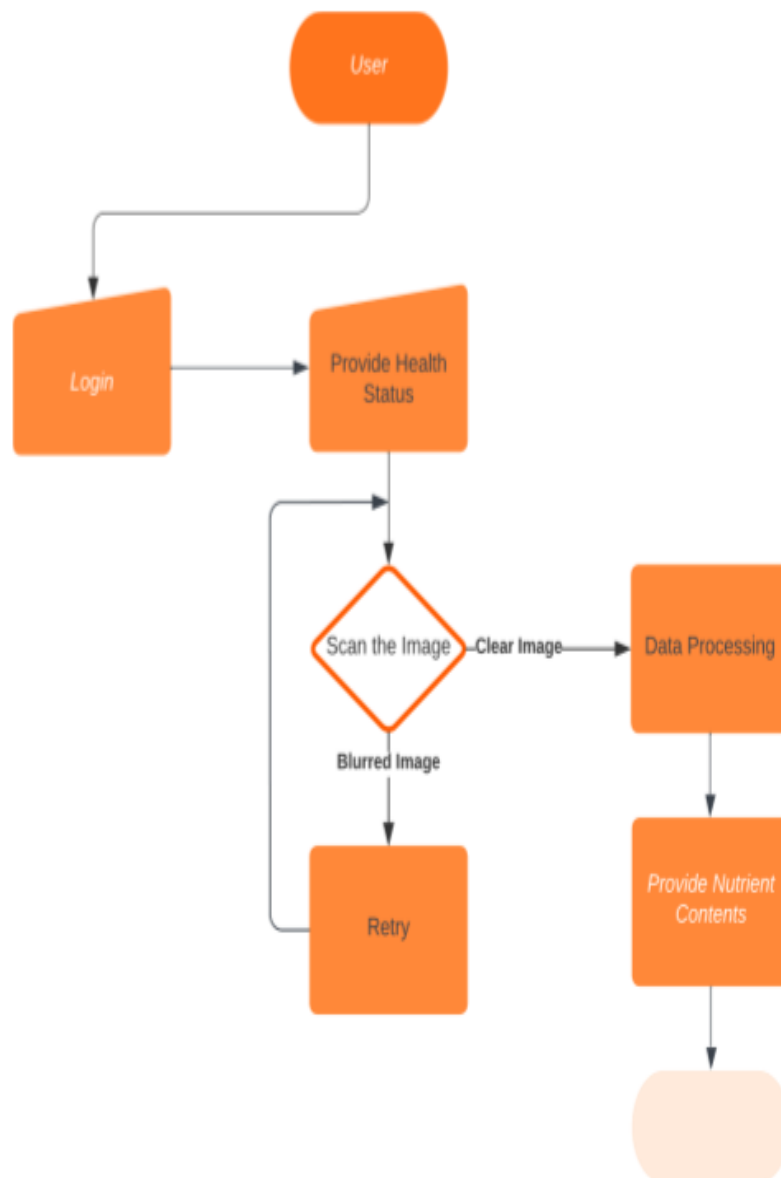 User
Login
Provide Health
Status
Scan the Image
Clear Image
Data Processing
Blurred Image
Provide Nutrient
Contents
Retry